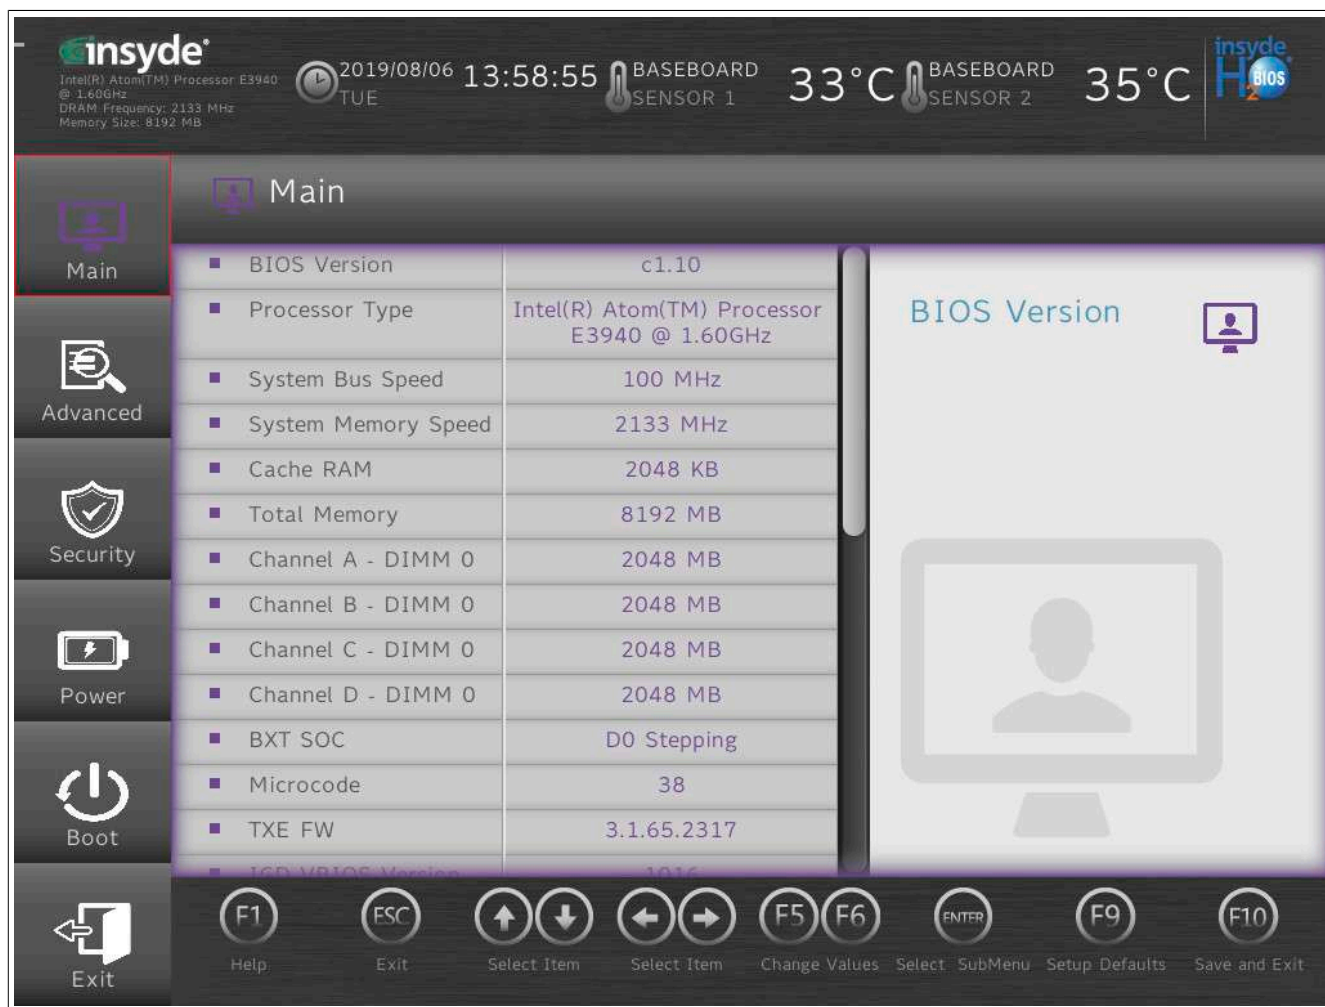 insyde
Intel(R) Atom(TM) Processor E3940
@ 1.60GHz
DRAM Frequency: 2133 MHz
Memory Size: 8192 MB
2019/08/06
TUE
13:58:55
BASEBOARD
SENSOR 1
33°C
BASEBOARD
SENSOR 2
35°C
insyde
H2BIOS
Main
Advanced
Security
Power
Boot
Exit
Main
BIOS Version c1.10
Processor Type Intel(R) Atom(TM) Processor
E3940 @ 1.60GHz
System Bus Speed 100 MHz
System Memory Speed 2133 MHz
Cache RAM 2048 KB
Total Memory 8192 MB
Channel A - DIMM 0 2048 MB
Channel B - DIMM 0 2048 MB
Channel C - DIMM 0 2048 MB
Channel D - DIMM 0 2048 MB
BXT SOC D0 Stepping
Microcode 38
TXE FW 3.1.65.2317
IGD VBIOS Version 1016
BIOS Version
F1 ESC F5 F6 ENTER F9 F10
Help Exit Select Item Select Item Change Values Select SubMenu Setup Defaults Save and Exit